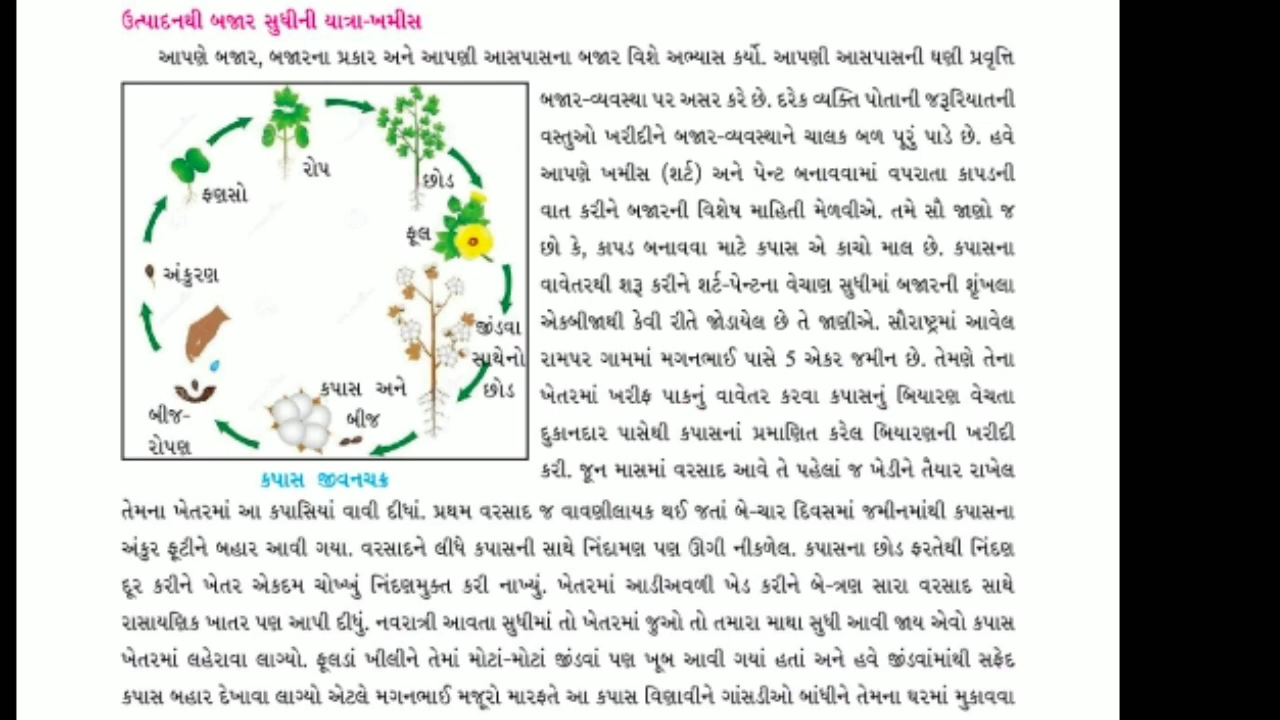 ઉત્પાદનથી બજાર સુધીની યાત્રા-ખમીસ
આપણે બજાર, બજારના પ્રકાર અને આપણી આસપાસના બજાર વિશે અભ્યાસ કર્યો. આપણી આસપાસની ઘણી પ્રવૃત્તિ
બજાર-વ્યવસ્થા પર અસર કરે છે. દરેક વ્યક્તિ પોતાની જરૂરિયાતની
વસ્તુઓ ખરીદીને બજાર-વ્યવસ્થાને ચાલક બળ પૂરું પાડે છે. હવે
આપણે ખમીસ (શર્ટ) અને પેન્ટ બનાવવામાં વપરાતા કાપડની
વાત કરીને બજારની વિશેષ માહિતી મેળવીએ. તમે સૌ જાણો જ
છો કે, કાપડ બનાવવા માટે કપાસ એ કાચો માલ છે. કપાસના
વાવેતરથી શરૂ કરીને શર્ટ-પેન્ટના વેચાણ સુધીમાં બજારની શૃંખલા
એકબીજાથી કેવી રીતે જોડાયેલ છે તે જાણીએ. સૌરાષ્ટ્રમાં આવેલ
રામપર ગામમાં મગનભાઈ પાસે 5 એકર જમીન છે. તેમણે તેના
ખેતરમાં ખરીફ પાકનું વાવેતર કરવા કપાસનું બિયારણ વેચતા
દુકાનદાર પાસેથી કપાસનાં પ્રમાણિત કરેલ બિયારણની ખરીદી
કરી. જૂન માસમાં વરસાદ આવે તે પહેલાં જ ખેડીને તૈયાર રાખેલ
રોપ
છોડ
ફણસો
ફૂલ
અંકુરણ
જીંડવા
સાથેનો
છોડ
કપાસ અને
બીજ
બીજ-
રોપણ
કપાસ જીવનચક્ર
તેમના ખેતરમાં આ કપાસિયાં વાવી દીધાં. પ્રથમ વરસાદ જ વાવણીલાયક થઈ જતાં બે-ચાર દિવસમાં જમીનમાંથી કપાસના
અંકુર ફૂટીને બહાર આવી ગયા. વરસાદને લીધે કપાસની સાથે નિંદામણ પણ ઊગી નીકળેલ. કપાસના છોડ ફરતેથી નિંદણ
દૂર કરીને ખેતર એકદમ ચોખ્ખું નિંદણમુક્ત કરી નાખ્યું. ખેતરમાં આડીઅવળી ખેડ કરીને બે-ત્રણ સારા વરસાદ સાથે
રાસાયણિક ખાતર પણ આપી દીધું. નવરાત્રી આવતા સુધીમાં તો ખેતરમાં જુઓ તો તમારા માથા સુધી આવી જાય એવો કપાસ
ખેતરમાં લહેરાવા લાગ્યો. ફૂલડાં ખીલીને તેમાં મોટાં-મોટાં જીંડવાં પણ ખૂબ આવી ગયાં હતાં અને હવે જીંડવાંમાંથી સફેદ
કપાસ બહાર દેખાવા લાગ્યો એટલે મગનભાઈ મજૂરો મારફતે આ કપાસ વિણાવીને ગાંસડીઓ બાંધીને તેમના ઘરમાં મુકાવવા